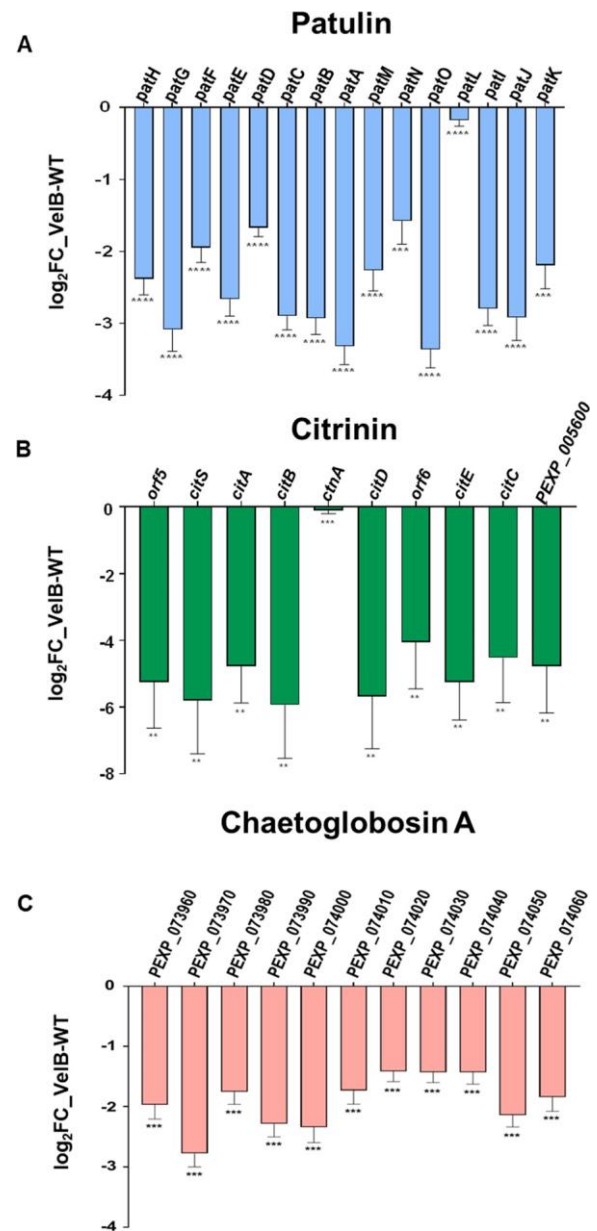 Patulin
A
patH patG patF patE patD patC patB patA patM patN patO patL patI patJ patK
0
-1
-2
-3
-4
log2FC_VelB-WT
^^^^ ^^^^ ^^^^ ^^^^ ^^^^ ^^^^ ^^^^ ^^^^ ^^^^ ^^^ ^^^^ ^^^^ ^^^^ ^^^^ ^^^
Citrinin
B
orf5 citS citA citB ctnA citD orf6 citE citC PEXP_005600
0
-2
-4
-6
-8
log2FC_VelB-WT
** ** ** ** *** ** ** ** ** **
Chaetoglobosin A
C
PEXP_073960 PEXP_073970 PEXP_073980 PEXP_073990 PEXP_074000 PEXP_074010 PEXP_074020 PEXP_074030 PEXP_074040 PEXP_074050 PEXP_074060
0
-1
-2
-3
-4
log2FC_VelB-WT
*** *** *** *** *** *** *** *** *** *** ***